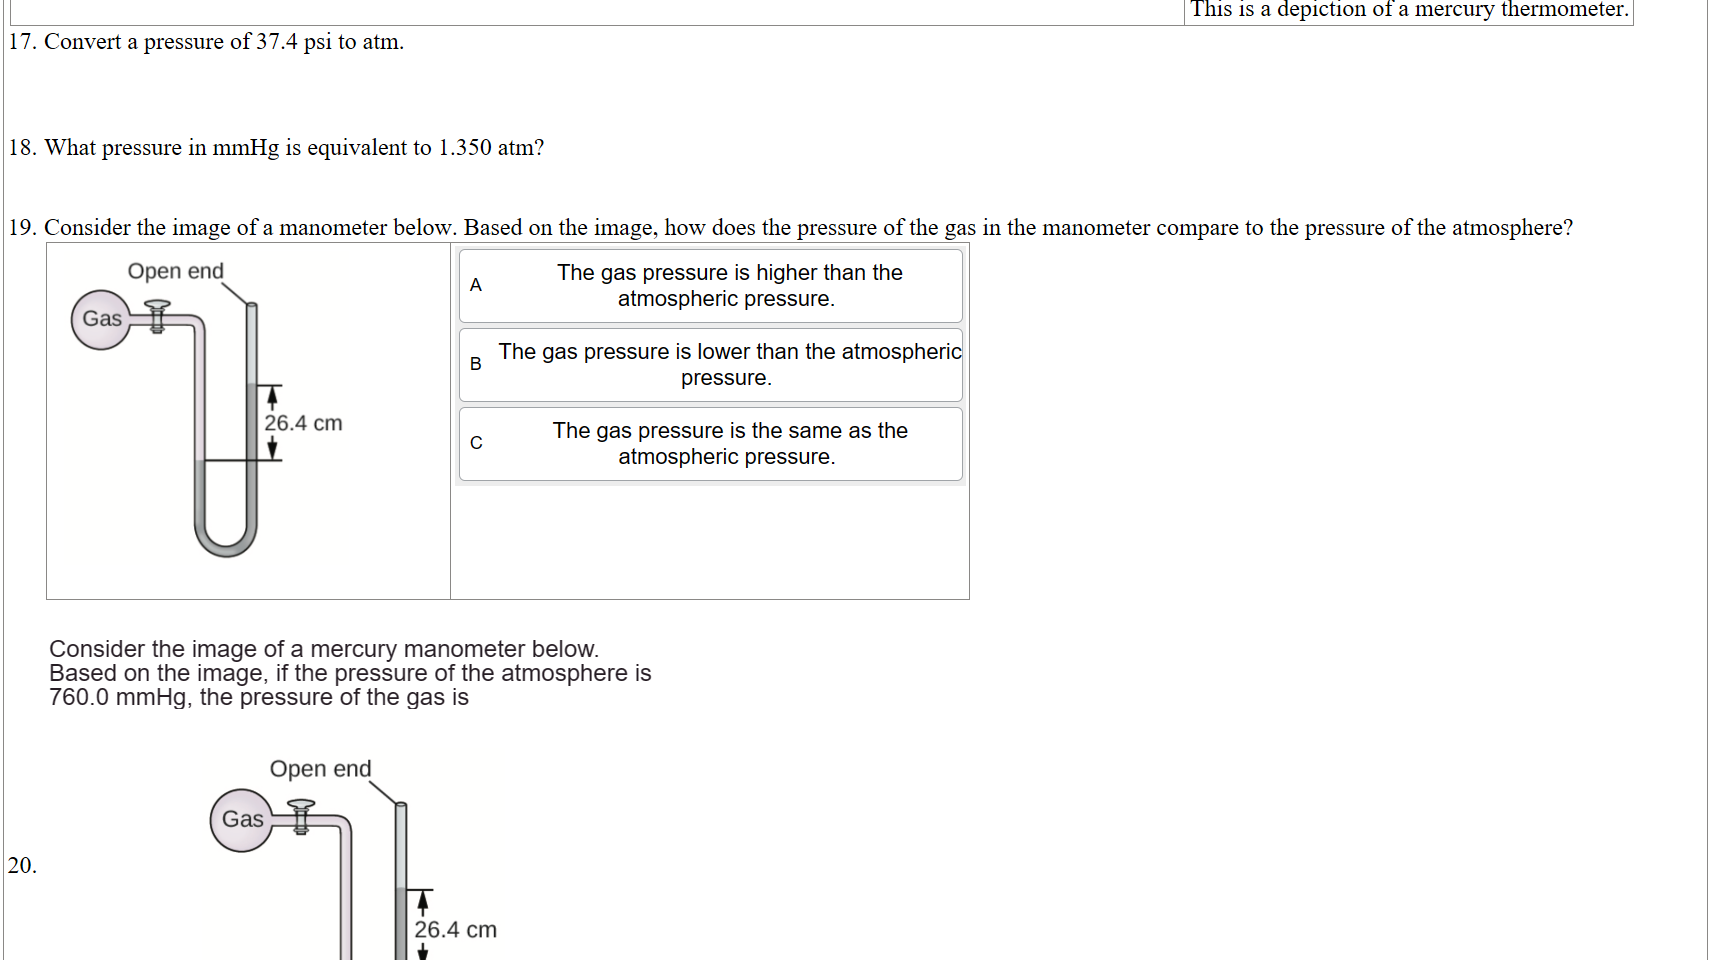 This is a depiction of a mercury thermometer.
17. Convert a pressure of 37.4 psi to atm.
18. What pressure in mmHg is equivalent to 1.350 atm?
19. Consider the image of a manometer below. Based on the image, how does the pressure of the gas in the manometer compare to the pressure of the atmosphere?
Open end
Gas
26.4 cm
A
The gas pressure is higher than the
atmospheric pressure.
B
The gas pressure is lower than the atmospheric
pressure.
C
The gas pressure is the same as the
atmospheric pressure.
Consider the image of a mercury manometer below.
Based on the image, if the pressure of the atmosphere is
760.0 mmHg, the pressure of the gas is
Open end
Gas
20.
26.4 cm